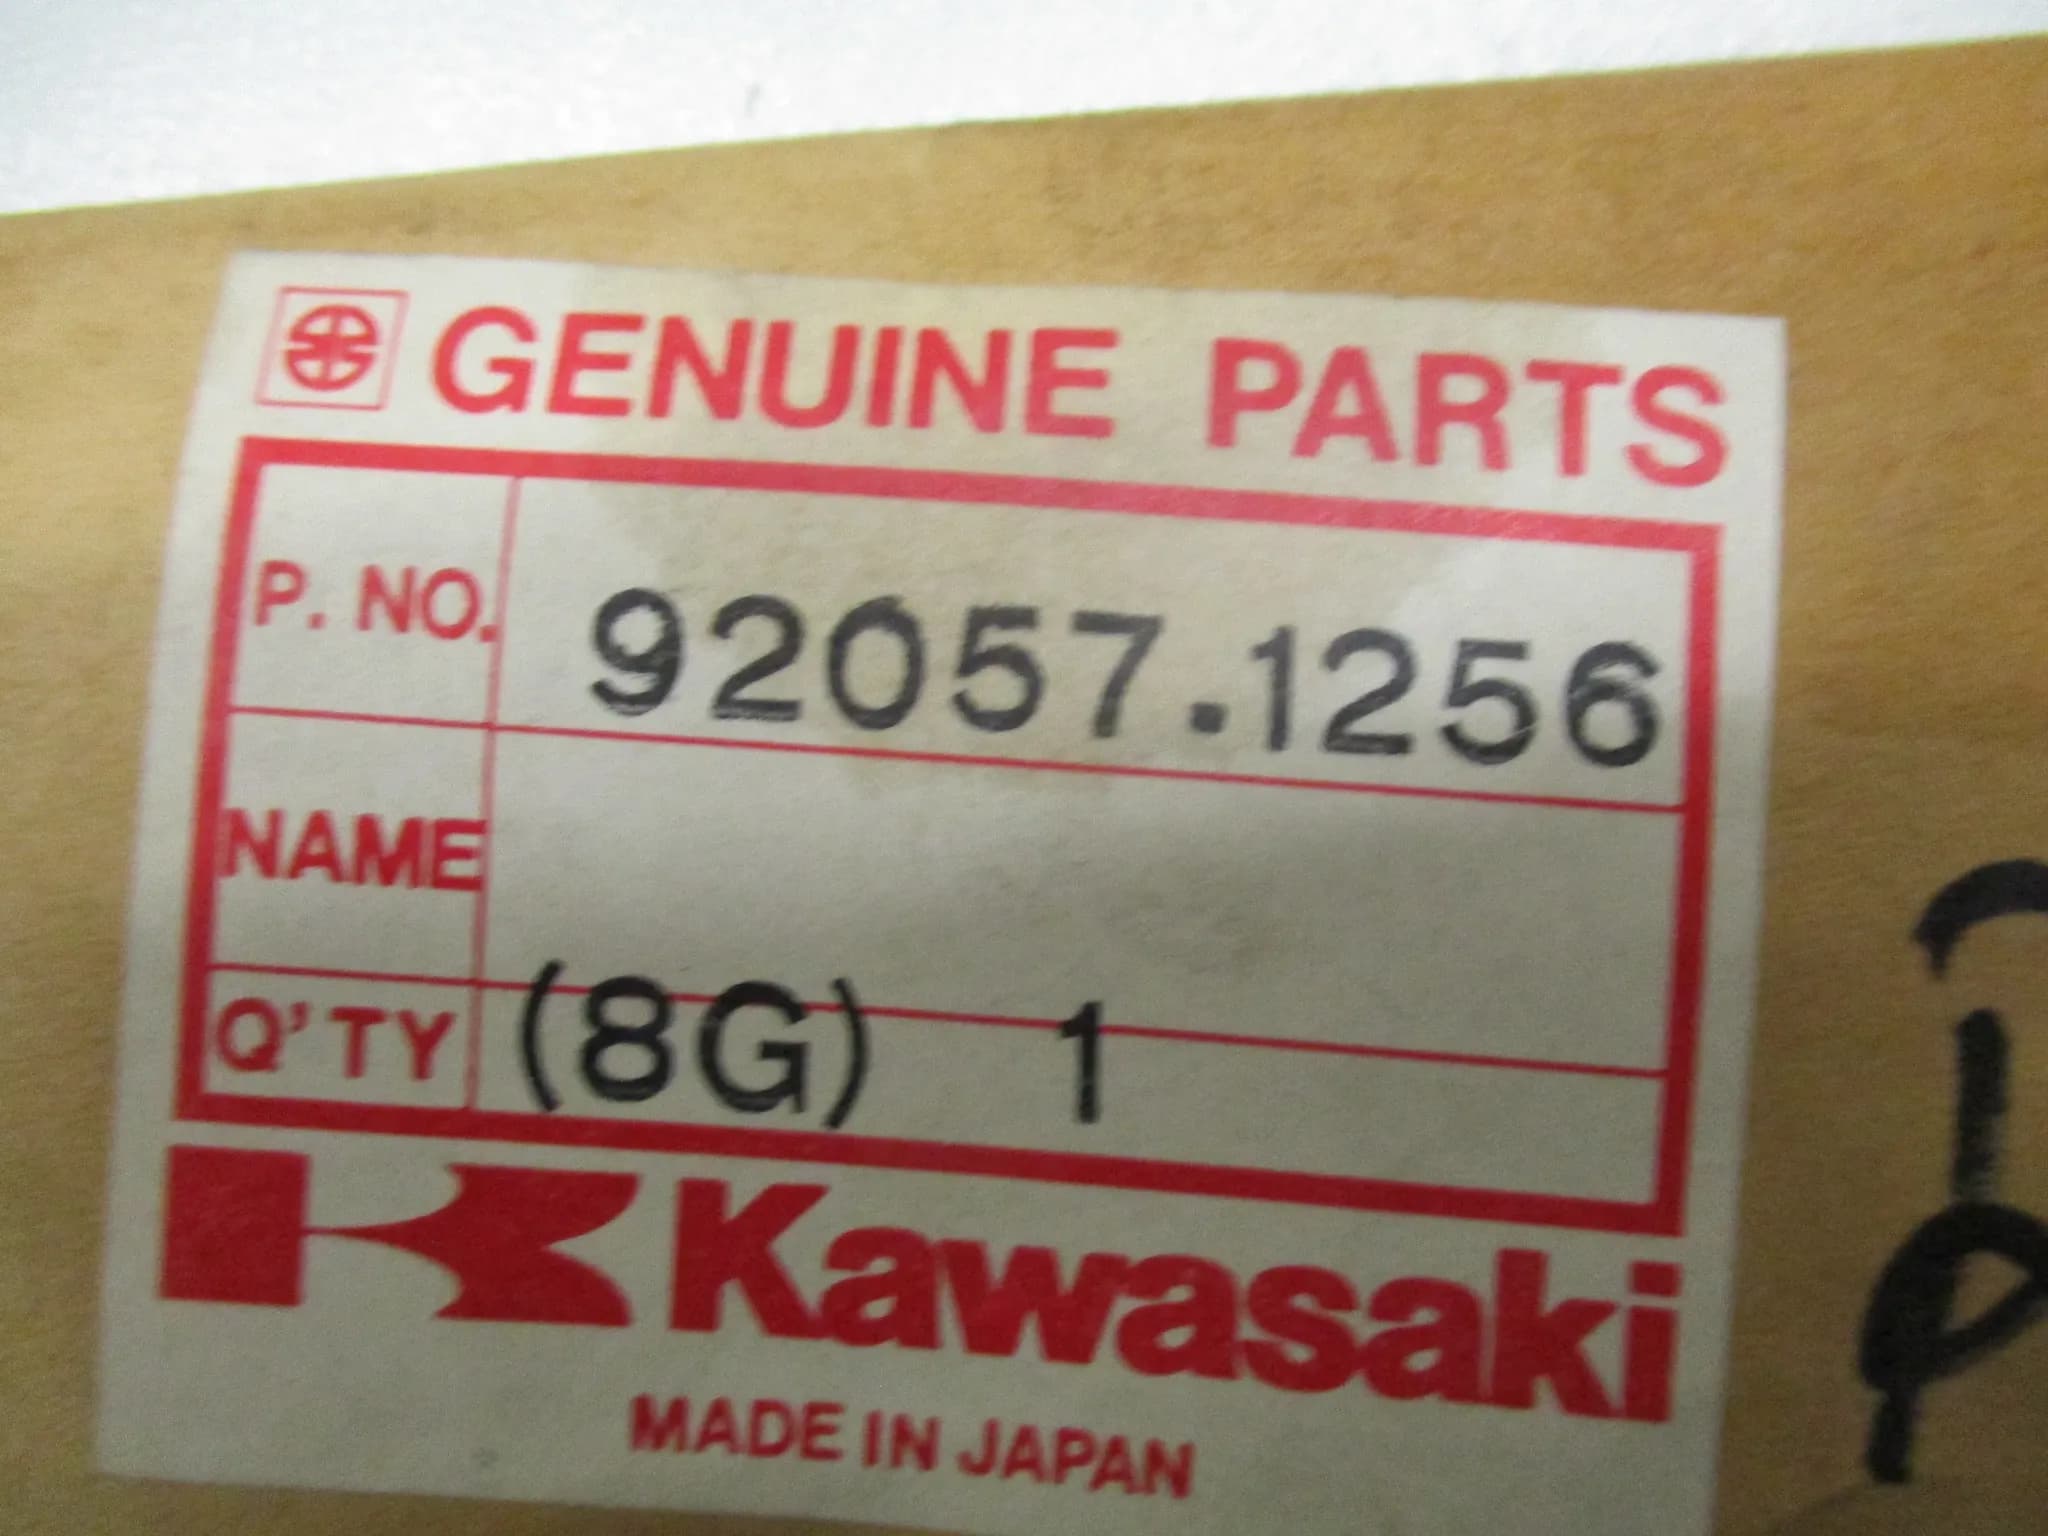 GENUINE PARTS
P. NO. 92057.1256
NAME
Q'TY (8G) 1
Kawasaki
MADE IN JAPAN